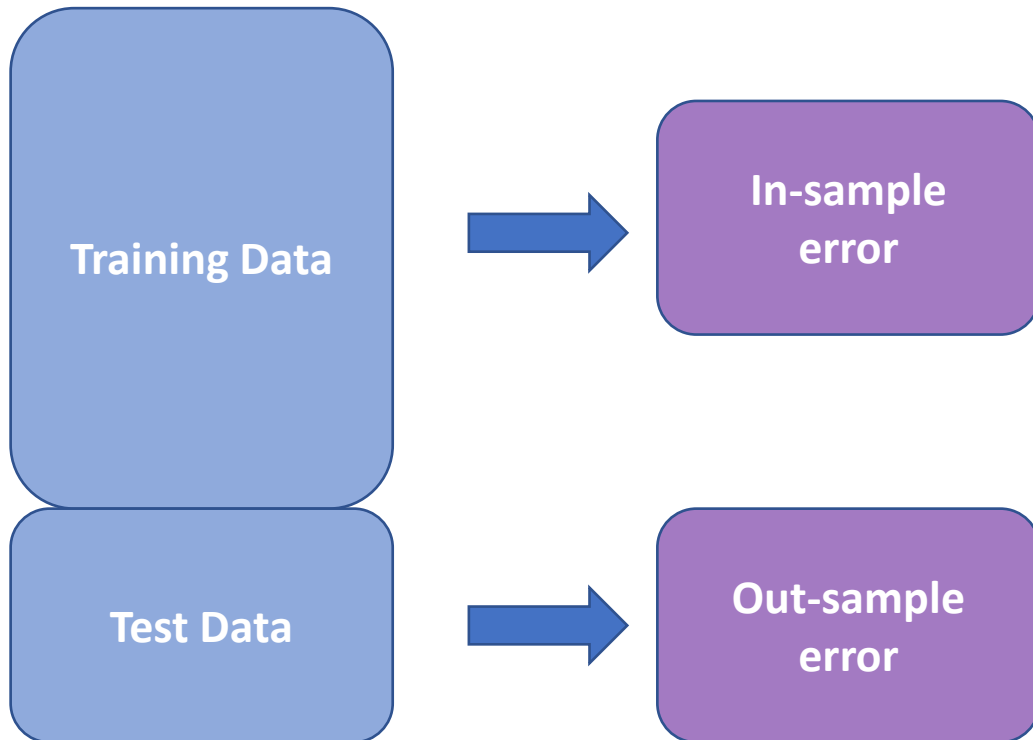 Training Data
In-sample
error
Test Data
Out-sample
error